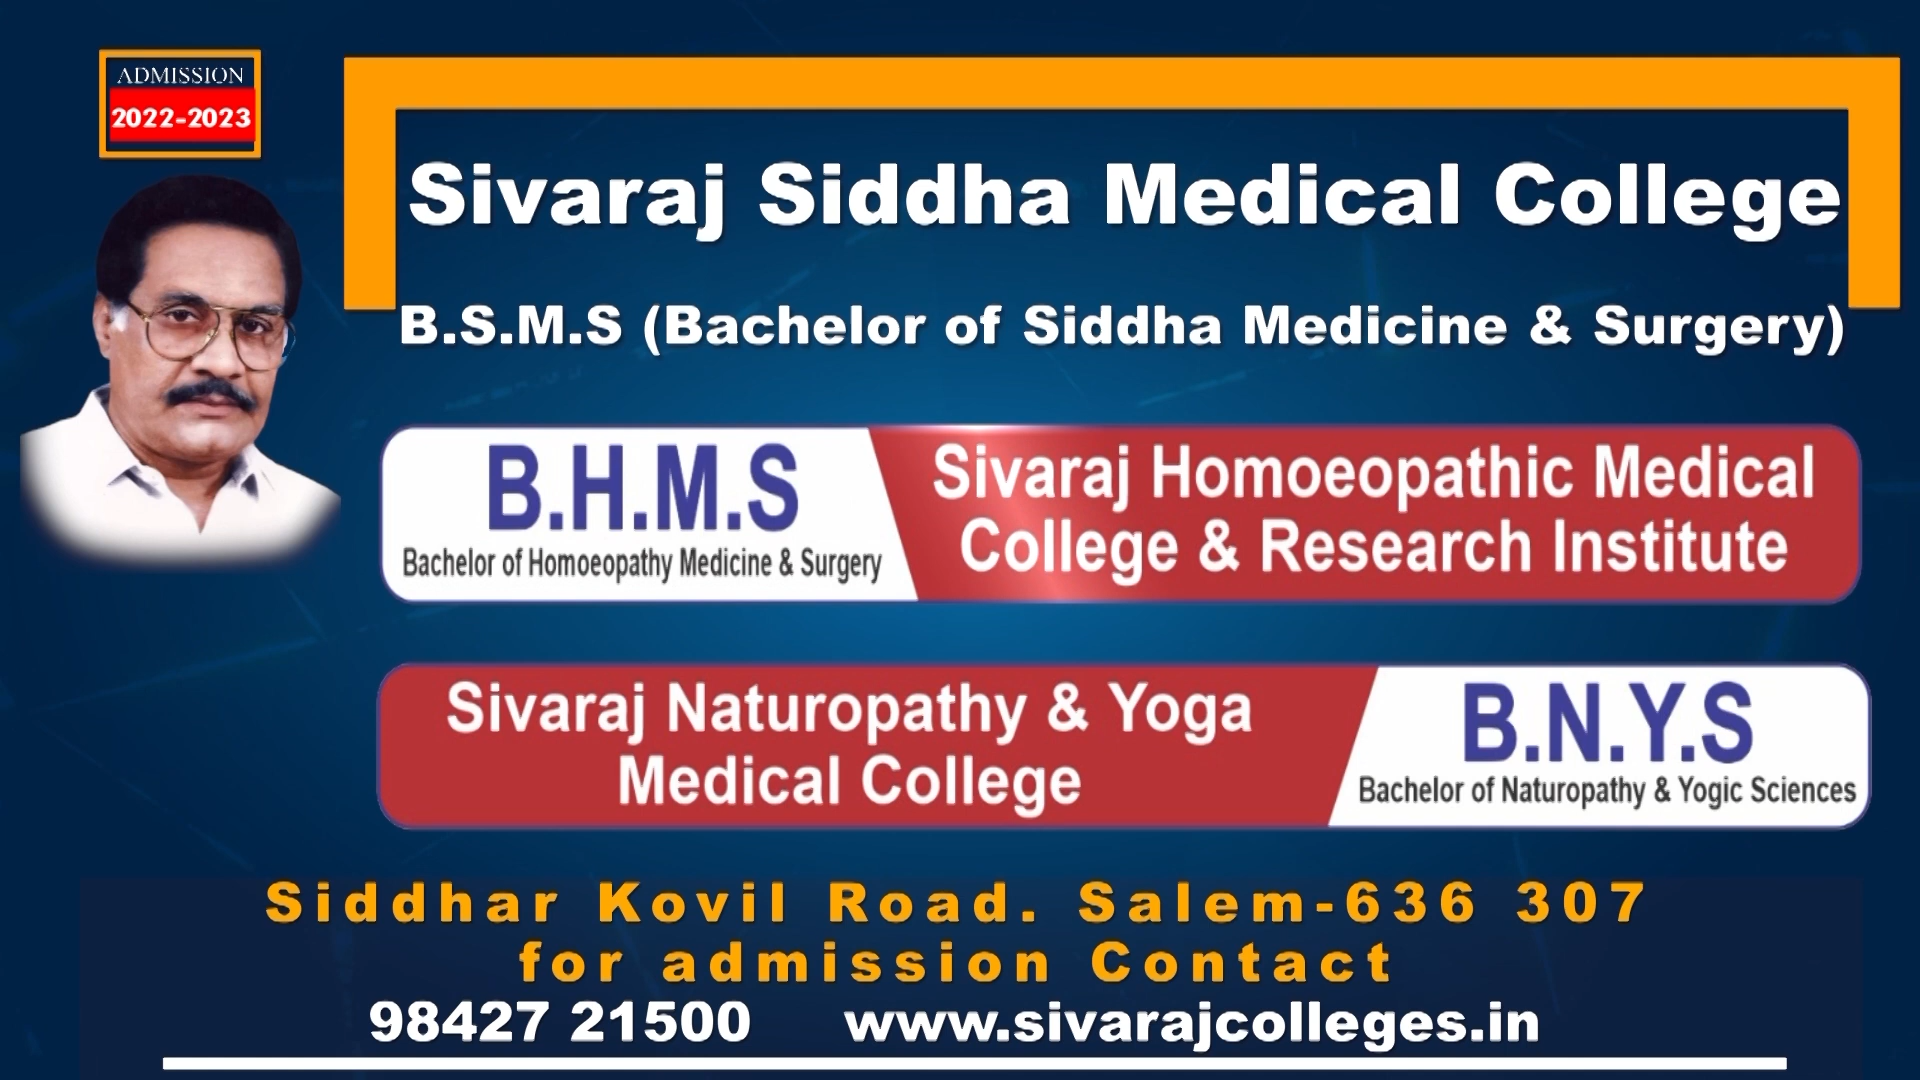 ADMISSION
2022-2023
Sivaraj Siddha Medical College
B.S.M.S (Bachelor of Siddha Medicine & Surgery)
B.H.M.S
Bachelor of Homoeopathy Medicine & Surgery
Sivaraj Homoeopathic Medical
College & Research Institute
Sivaraj Naturopathy & Yoga
Medical College
B.N.Y.S
Bachelor of Naturopathy & Yogic Sciences
Siddhar Kovil Road. Salem-636 307
for admission Contact
98427 21500 www.sivarajcolleges.in